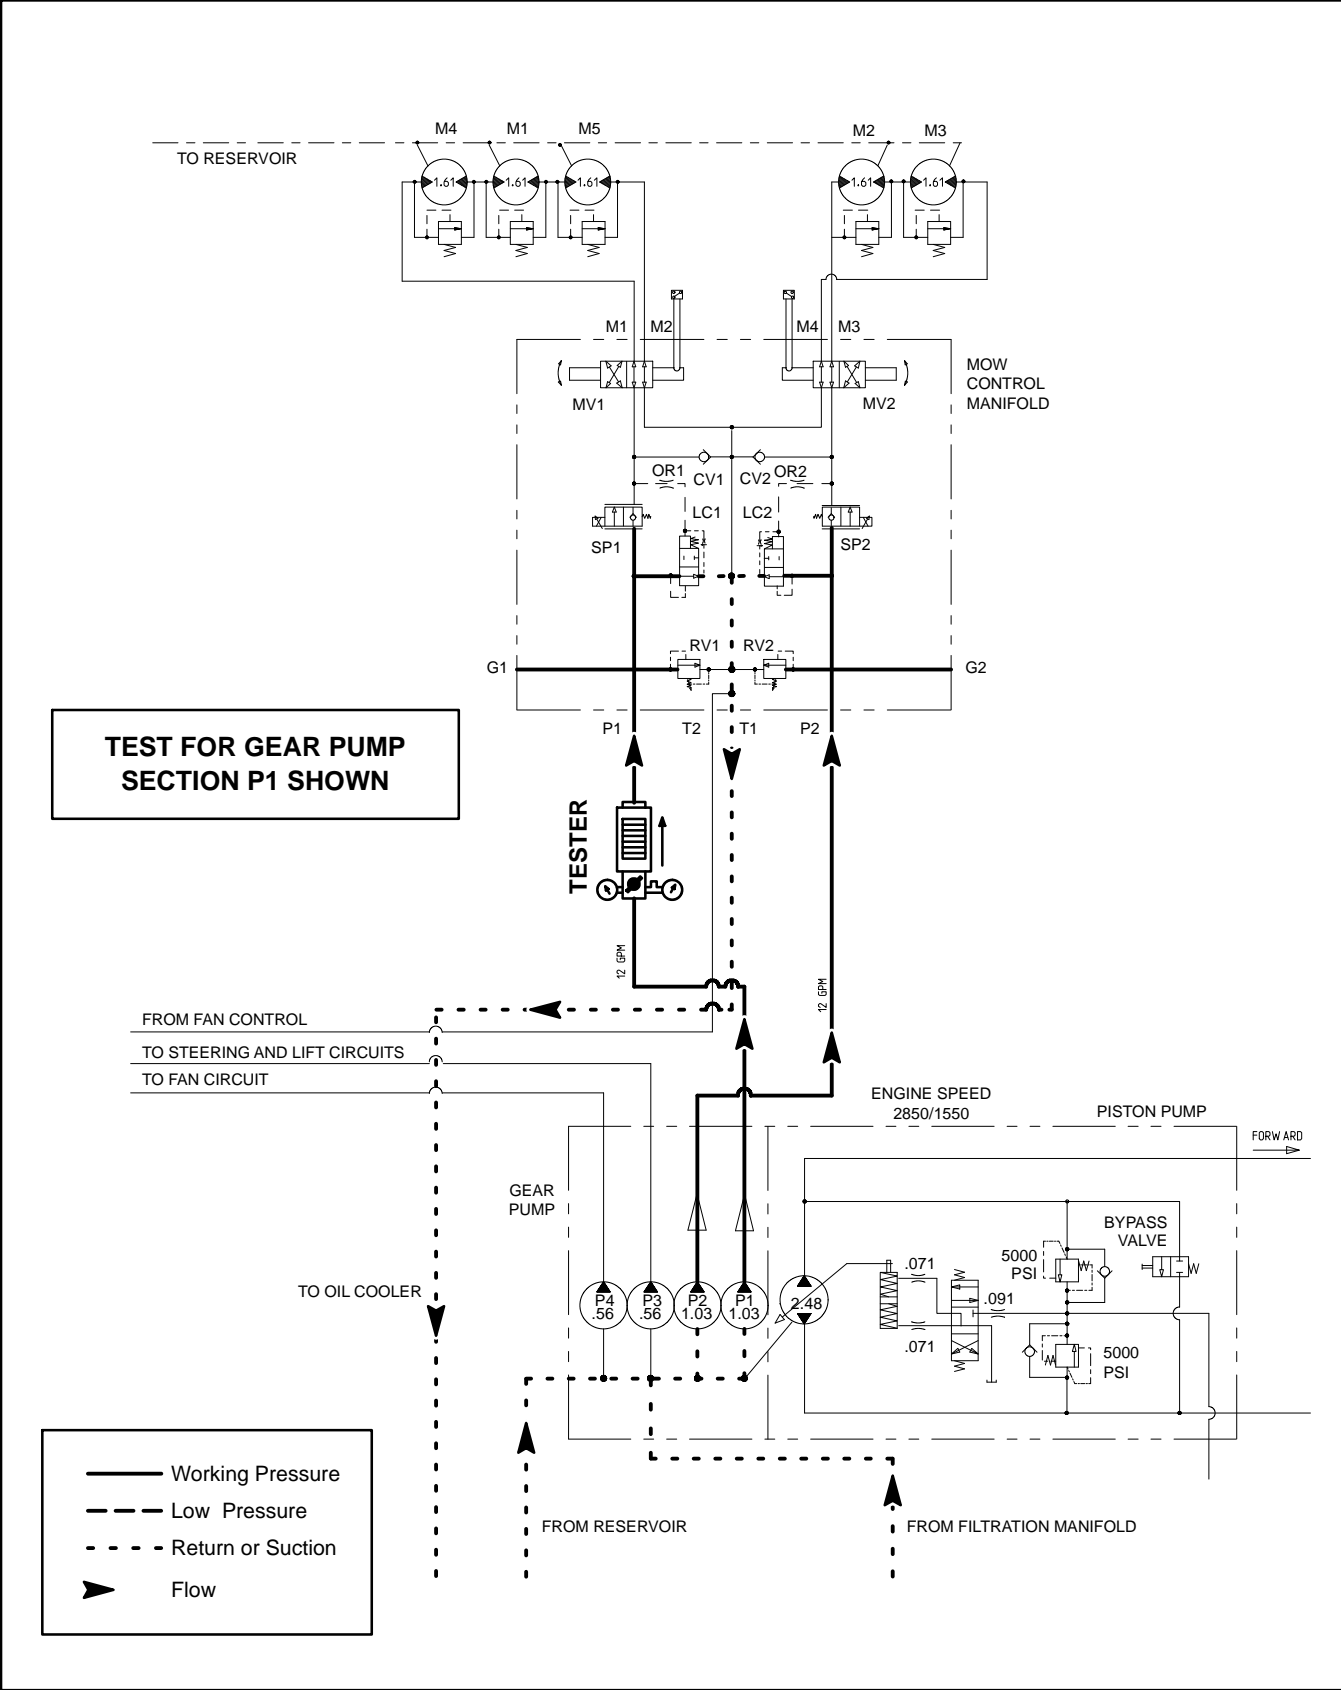 M4 M1 M5 M2 M3
TO RESERVOIR
1.61 1.61 1.61 1.61 1.61
M1 M2 M4 M3
MOW
CONTROL
MANIFOLD
MV1 MV2
OR1 CV1 CV2 OR2
LC1 LC2
SP1 SP2
RV1 RV2
G1 G2
P1 T2 T1 P2
TEST FOR GEAR PUMP
SECTION P1 SHOWN
TESTER
12 GPM
12 GPM
FROM FAN CONTROL
TO STEERING AND LIFT CIRCUITS
TO FAN CIRCUIT
ENGINE SPEED
2850/1550
PISTON PUMP
FORWARD
GEAR
PUMP
BYPASS
VALVE
5000
PSI
.071
.091
TO OIL COOLER
P4
.56
P3
.56
P2
1.03
P1
1.03
2.48
.071
5000
PSI
Working Pressure
Low Pressure
Return or Suction
Flow
FROM RESERVOIR
FROM FILTRATION MANIFOLD